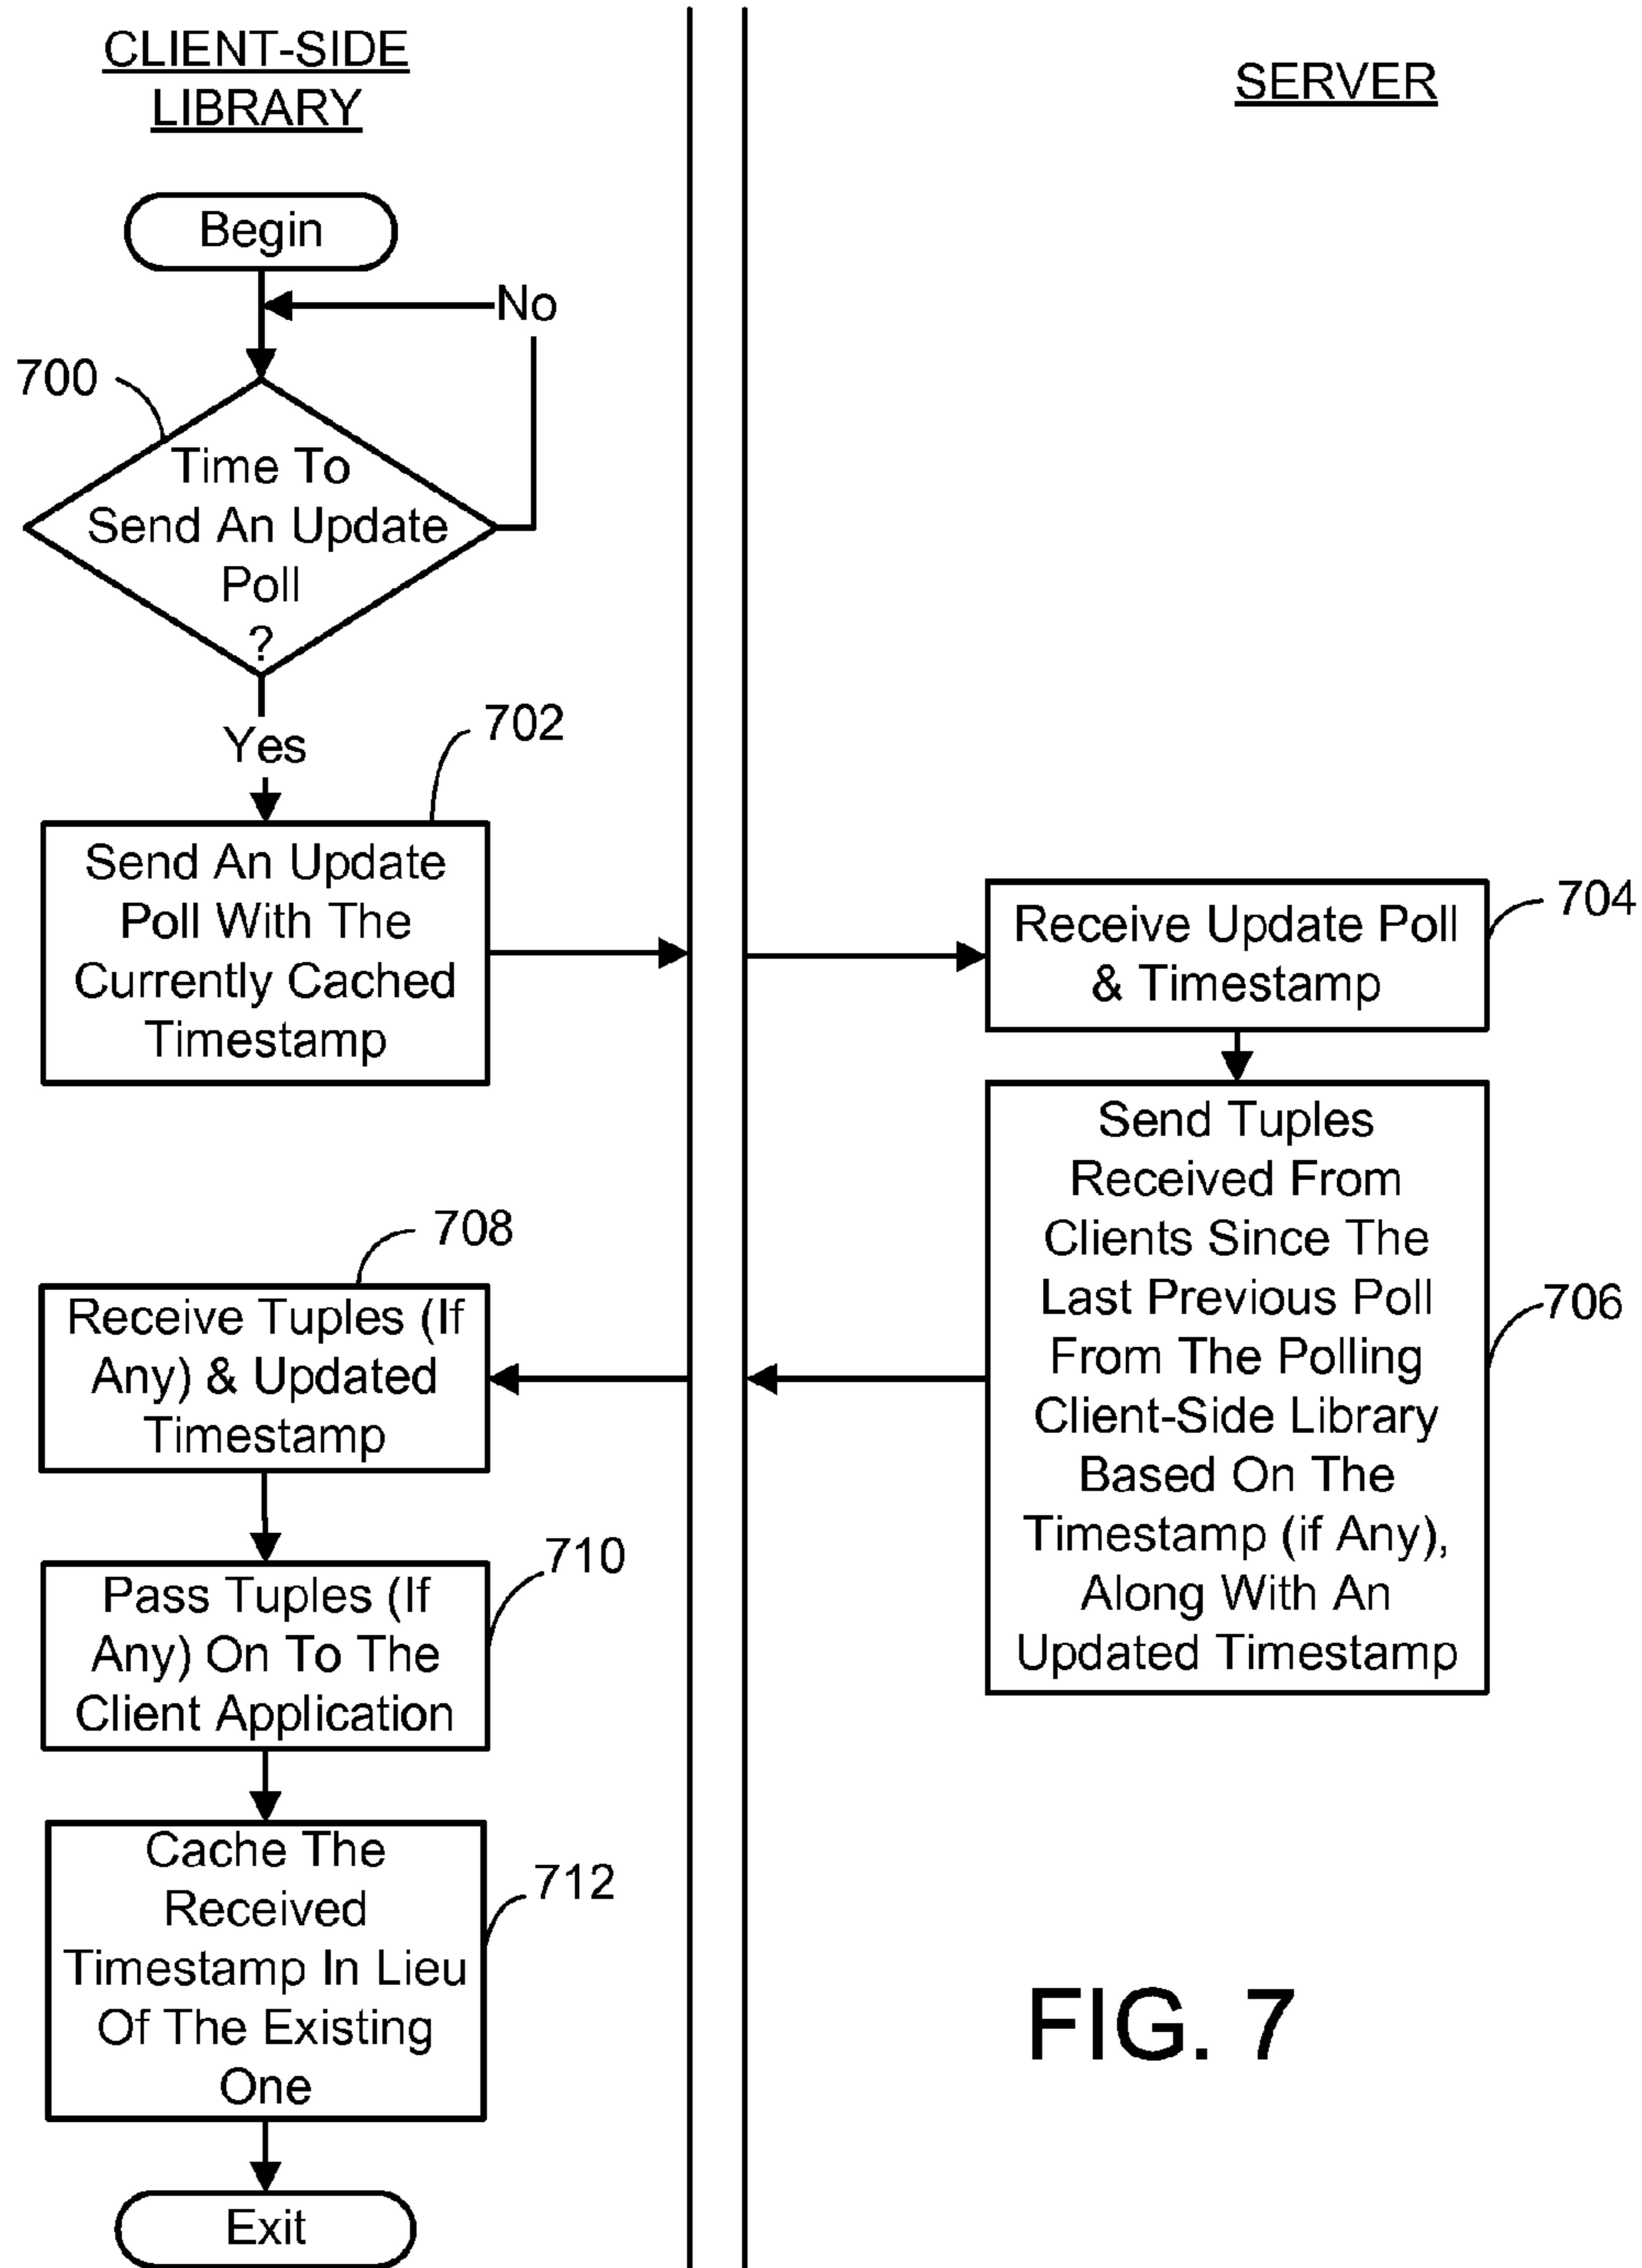 CLIENT-SIDE
LIBRARY
SERVER
Begin
No
700
Time To
Send An Update
Poll
?
Yes
702
Send An Update
Poll With The
Currently Cached
Timestamp
704
Receive Update Poll
& Timestamp
706
Send Tuples
Received From
Clients Since The
Last Previous Poll
From The Polling
Client-Side Library
Based On The
Timestamp (if Any),
Along With An
Updated Timestamp
708
Receive Tuples (If
Any) & Updated
Timestamp
710
Pass Tuples (If
Any) On To The
Client Application
712
Cache The
Received
Timestamp In Lieu
Of The Existing
One
Exit
FIG. 7